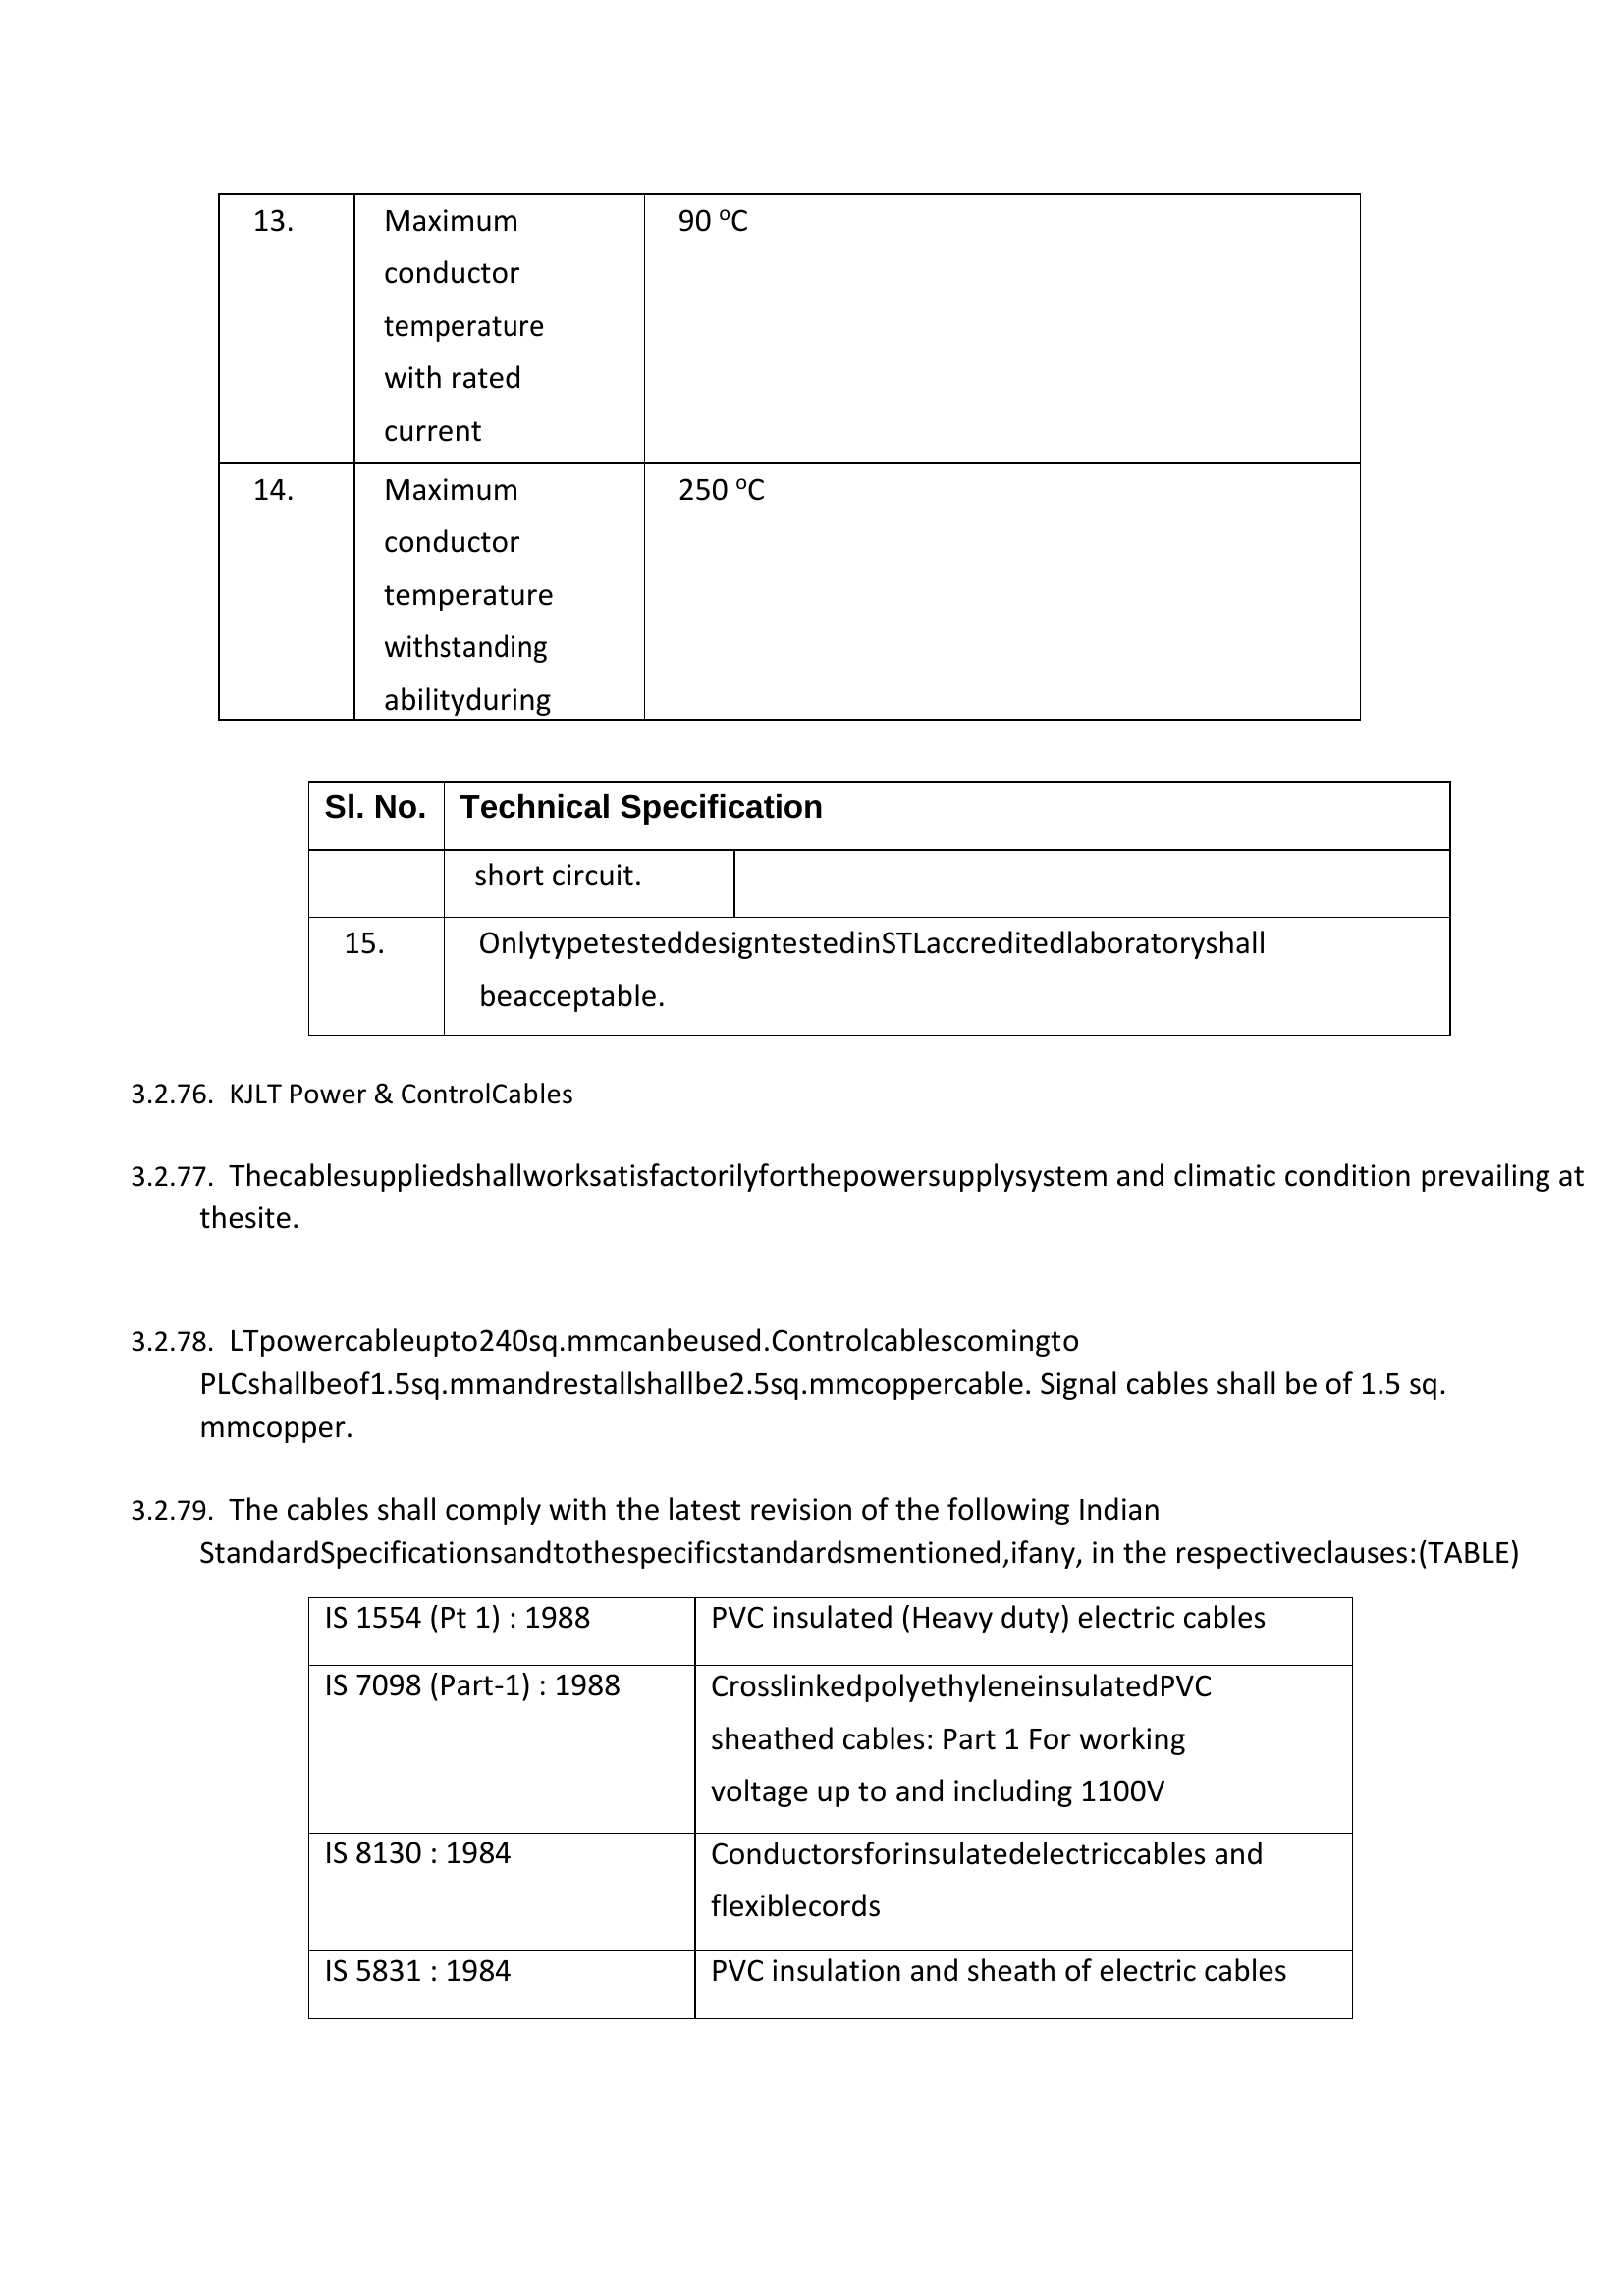 13. Maximum 90 ⁰C
conductor
temperature
with rated
current
14. Maximum 250 ⁰C
conductor
temperature
withstanding
abilityduring
Sl. No. Technical Specification
short circuit.
15. OnlytypetesteddesigntestedinSTLaccreditedlaboratoryshall
beacceptable.
3.2.76. KJLT Power & ControlCables
3.2.77. Thecablesuppliedshallworksatisfactorilyforthepowersupplysystem and climatic condition prevailing at
thesite.
3.2.78. LTpowercableupto240sq.mmcanbeused.Controlcablescomingto
PLCshallbeof1.5sq.mmandrestallshallbe2.5sq.mmcoppercable. Signal cables shall be of 1.5 sq.
mmcopper.
3.2.79. The cables shall comply with the latest revision of the following Indian
StandardSpecificationsandtothespecificstandardsmentioned,ifany, in the respectiveclauses:(TABLE)
IS 1554 (Pt 1) : 1988 PVC insulated (Heavy duty) electric cables
IS 7098 (Part-1) : 1988 CrosslinkedpolyethyleneinsulatedPVC
sheathed cables: Part 1 For working
voltage up to and including 1100V
IS 8130 : 1984 Conductorsforinsulatedelectriccables and
flexiblecords
IS 5831 : 1984 PVC insulation and sheath of electric cables